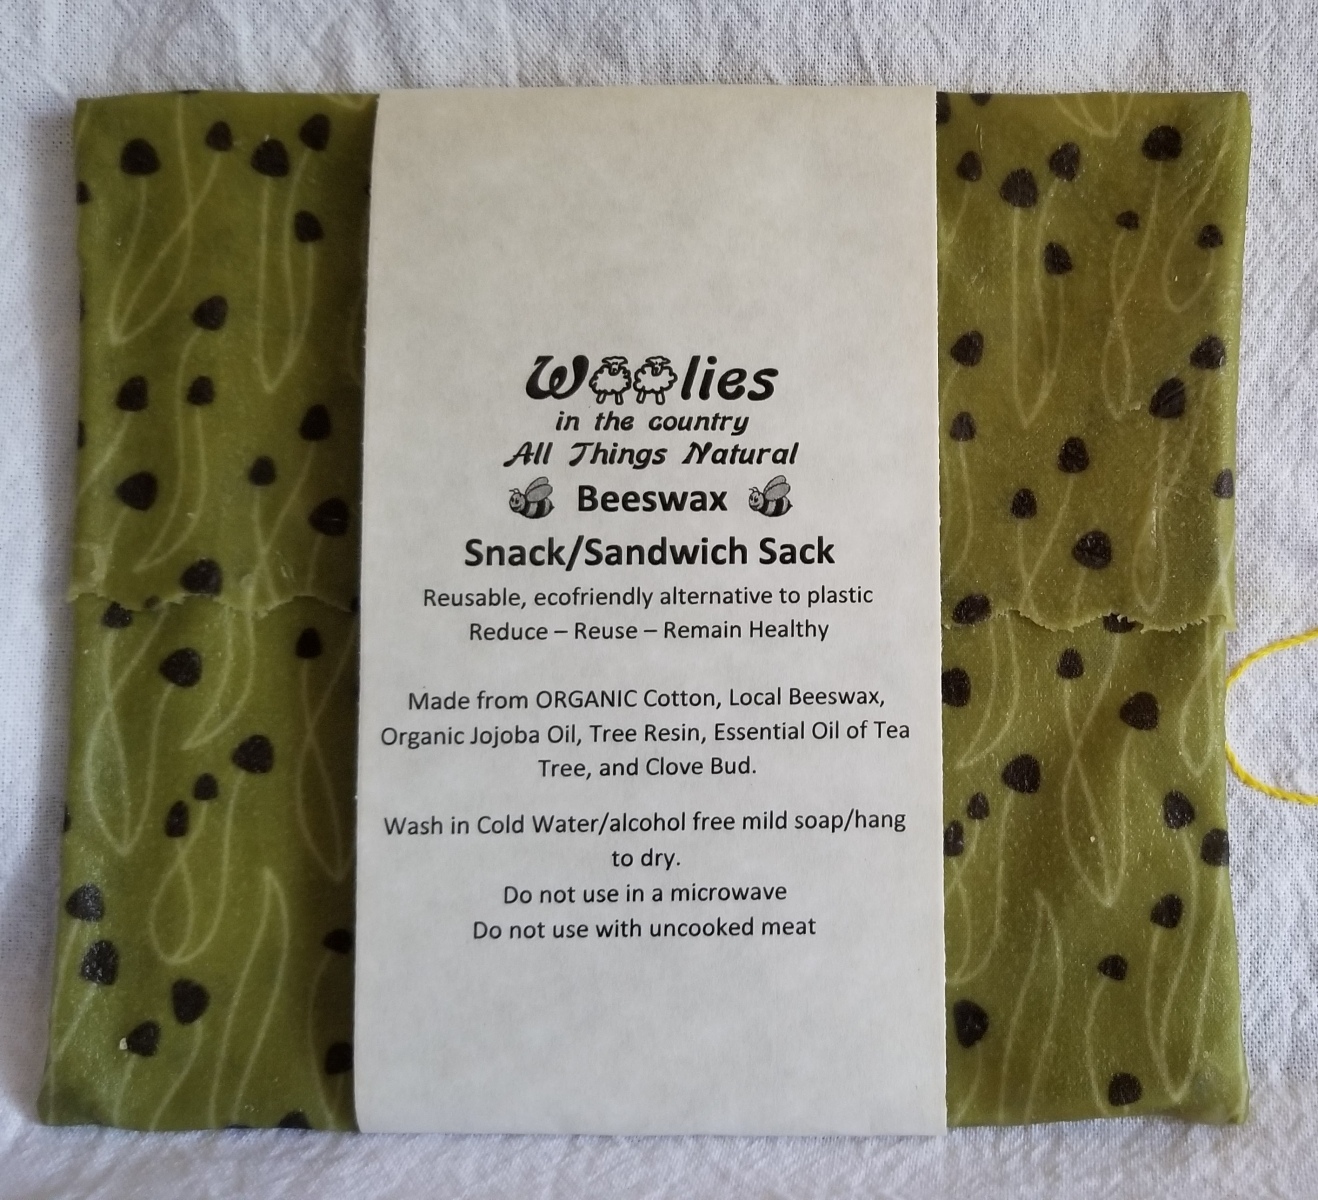 Woolies
in the country
All Things Natural
Beeswax
Snack/Sandwich Sack
Reusable, ecofriendly alternative to plastic
Reduce – Reuse – Remain Healthy
Made from ORGANIC Cotton, Local Beeswax,
Organic Jojoba Oil, Tree Resin, Essential Oil of Tea
Tree, and Clove Bud.
Wash in Cold Water/alcohol free mild soap/hang
to dry.
Do not use in a microwave
Do not use with uncooked meat